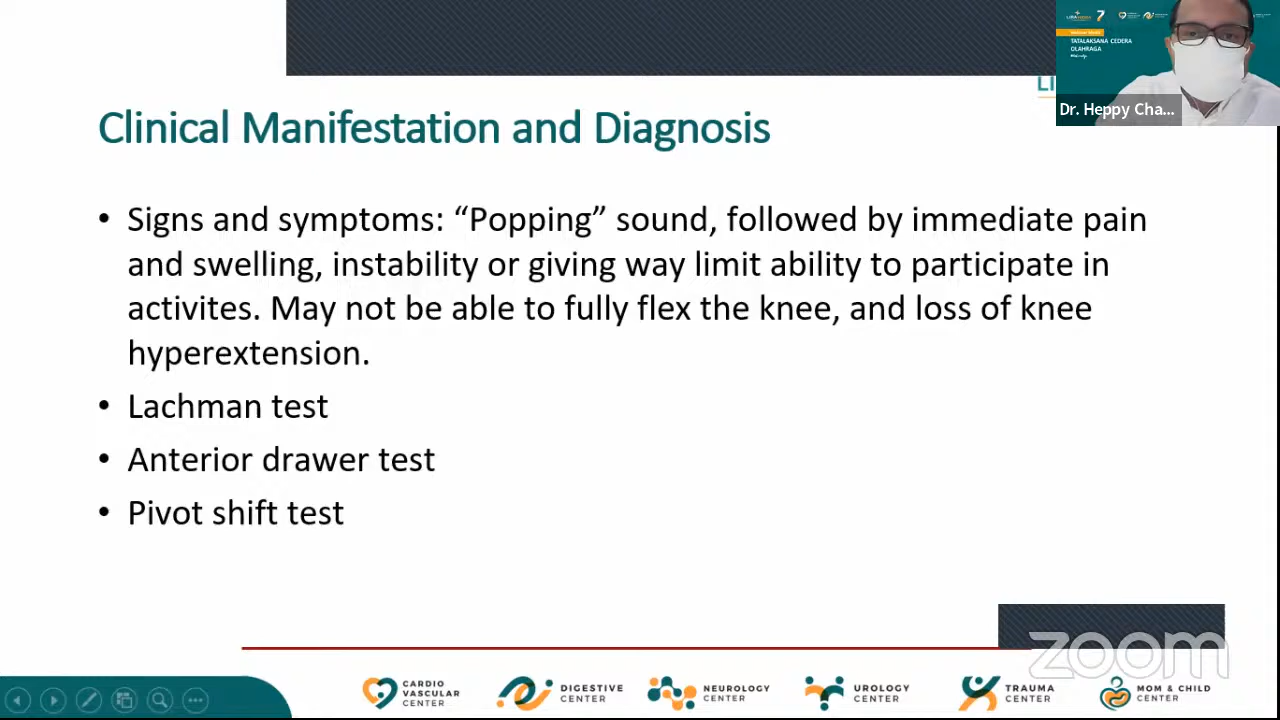 TATALAKSANA CEDERA
OLAHRAGA
Dr. Heppy Cha...
Clinical Manifestation and Diagnosis
• Signs and symptoms: “Popping” sound, followed by immediate pain
and swelling, instability or giving way limit ability to participate in
activites. May not be able to fully flex the knee, and loss of knee
hyperextension.
• Lachman test
• Anterior drawer test
• Pivot shift test
zoom
CARDIO
VASCULAR
CENTER
DIGESTIVE
CENTER
NEUROLOGY
CENTER
UROLOGY
CENTER
TRAUMA
CENTER
MOM & CHILD
CENTER